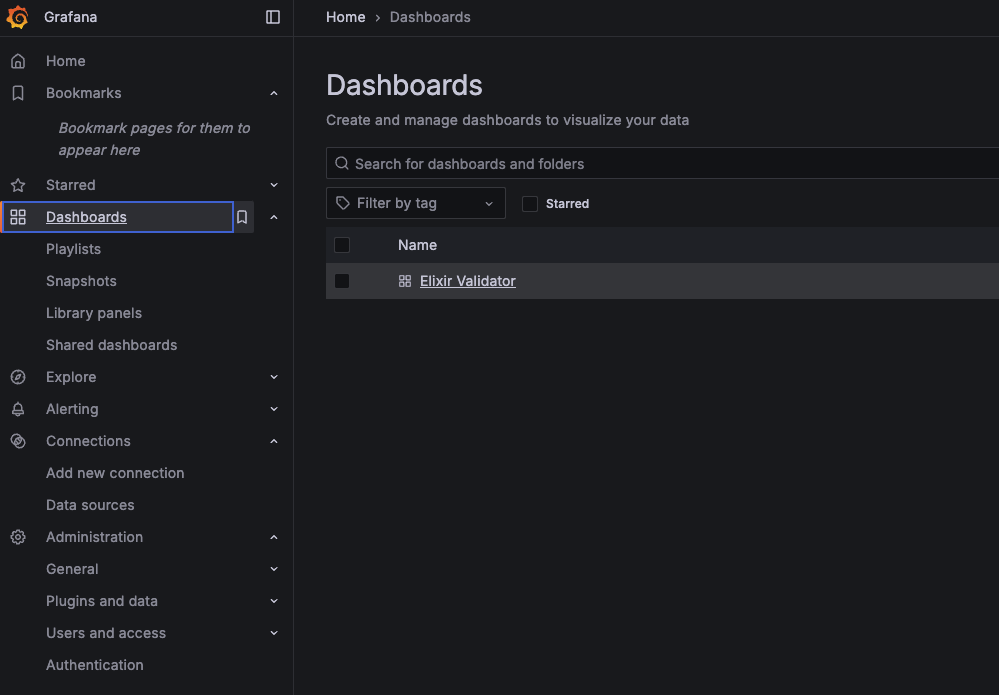 Grafana
Home › Dashboards
Home
Bookmarks
Bookmark pages for them to
appear here
Starred
Dashboards
Playlists
Snapshots
Library panels
Shared dashboards
Explore
Alerting
Connections
Add new connection
Data sources
Administration
General
Plugins and data
Users and access
Authentication
Dashboards
Create and manage dashboards to visualize your data
Search for dashboards and folders
Filter by tag
Starred
Name
Elixir Validator